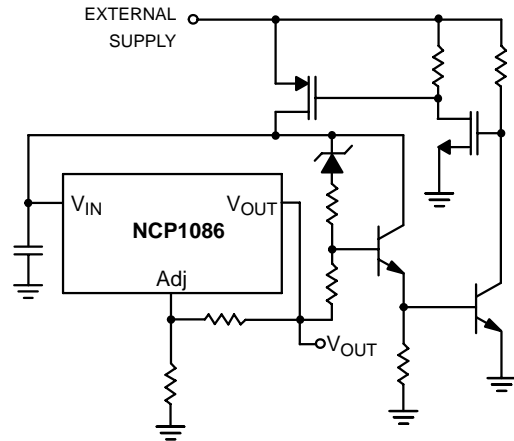 EXTERNAL
SUPPLY
VIN
VOUT
NCP1086
Adj
VOUT